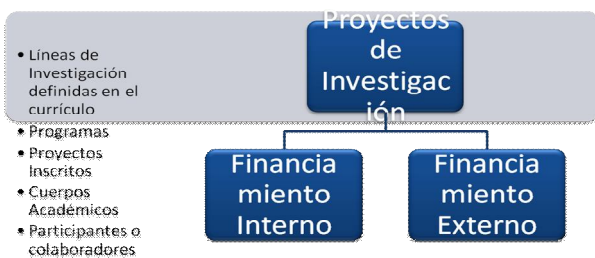 • Líneas de
Investigación
definidas en el
currículo
• Programas
• Proyectos
Inscritos
• Cuerpos
Académicos
• Participantes o
colaboradores
Proyectos
de
Investigac
ión
Financia
miento
Interno
Financia
miento
Externo